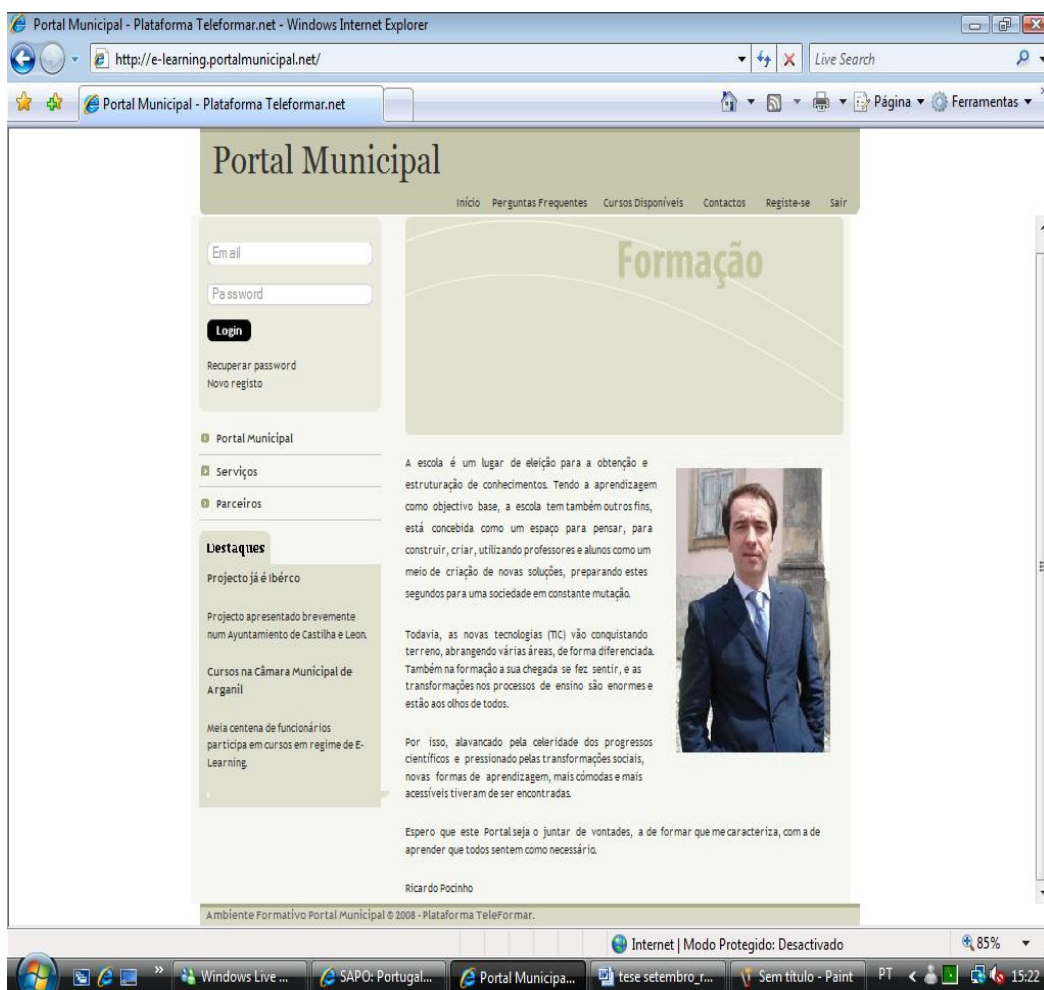 Portal Municipal - Plataforma Teleformar.net - Windows Internet Explorer
http://e-learning.portalmunicipal.net/
Live Search
Portal Municipal - Plataforma Teleformar.net
Página
Ferramentas
Portal Municipal
Início Perguntas Frequentes Cursos Disponíveis Contactos Registe-se Sair
Email
Password
Login
Recuperar password
Novo registo
Portal Municipal
Serviços
Parceiros
Destaques
Projecto já é Ibérco
Projecto apresentado brevemente
num Ayuntamiento de Castilha e Leon.
Cursos na Câmara Municipal de
Arganil
Meia centena de funcionários
participa em cursos em regime de E-
Learning.
Formação
A escola é um lugar de eleição para a obtenção e
estruturação de conhecimentos. Tendo a aprendizagem
como objectivo base, a escola tem também outros fins,
está concebida como um espaço para pensar, para
construir, criar, utilizando professores e alunos como um
meio de criação de novas soluções, preparando estes
segundos para uma sociedade em constante mutação.
Todavia, as novas tecnologias (TIC) vão conquistando
terreno, abrangendo várias áreas, de forma diferenciada.
Também na formação a sua chegada se fez sentir, e as
transformações nos processos de ensino são enormes e
estão aos olhos de todos.
Por isso, alavancado pela celeridade dos progressos
científicos e pressionado pelas transformações sociais,
novas formas de aprendizagem, mais cómodas e mais
acessíveis tiveram de ser encontradas.
Espero que este Portal seja o juntar de vontades, a de formar que me caracteriza, com a de
aprender que todos sentem como necessário.
Ricardo Pocinho
Ambiente Formativo Portal Municipal © 2008 - Plataforma TeleFormar.
Internet | Modo Protegido: Desactivado
85%
Windows Live ...
SAPO: Portugal...
Portal Municipa...
tese setembro_r...
Sem título - Paint
PT
15:22